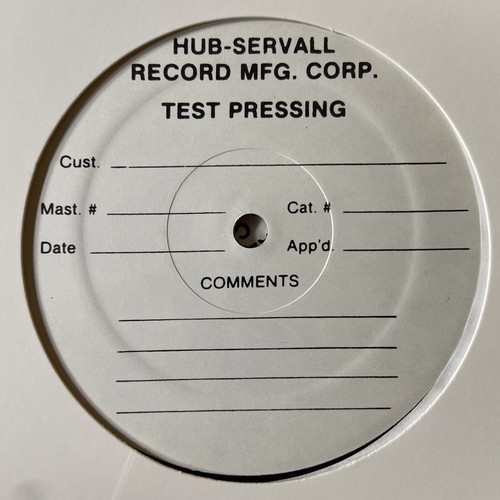 HUB-SERVALL
RECORD MFG. CORP.
TEST PRESSING
Cust.
Mast. # Cat. #
Date App'd.
COMMENTS